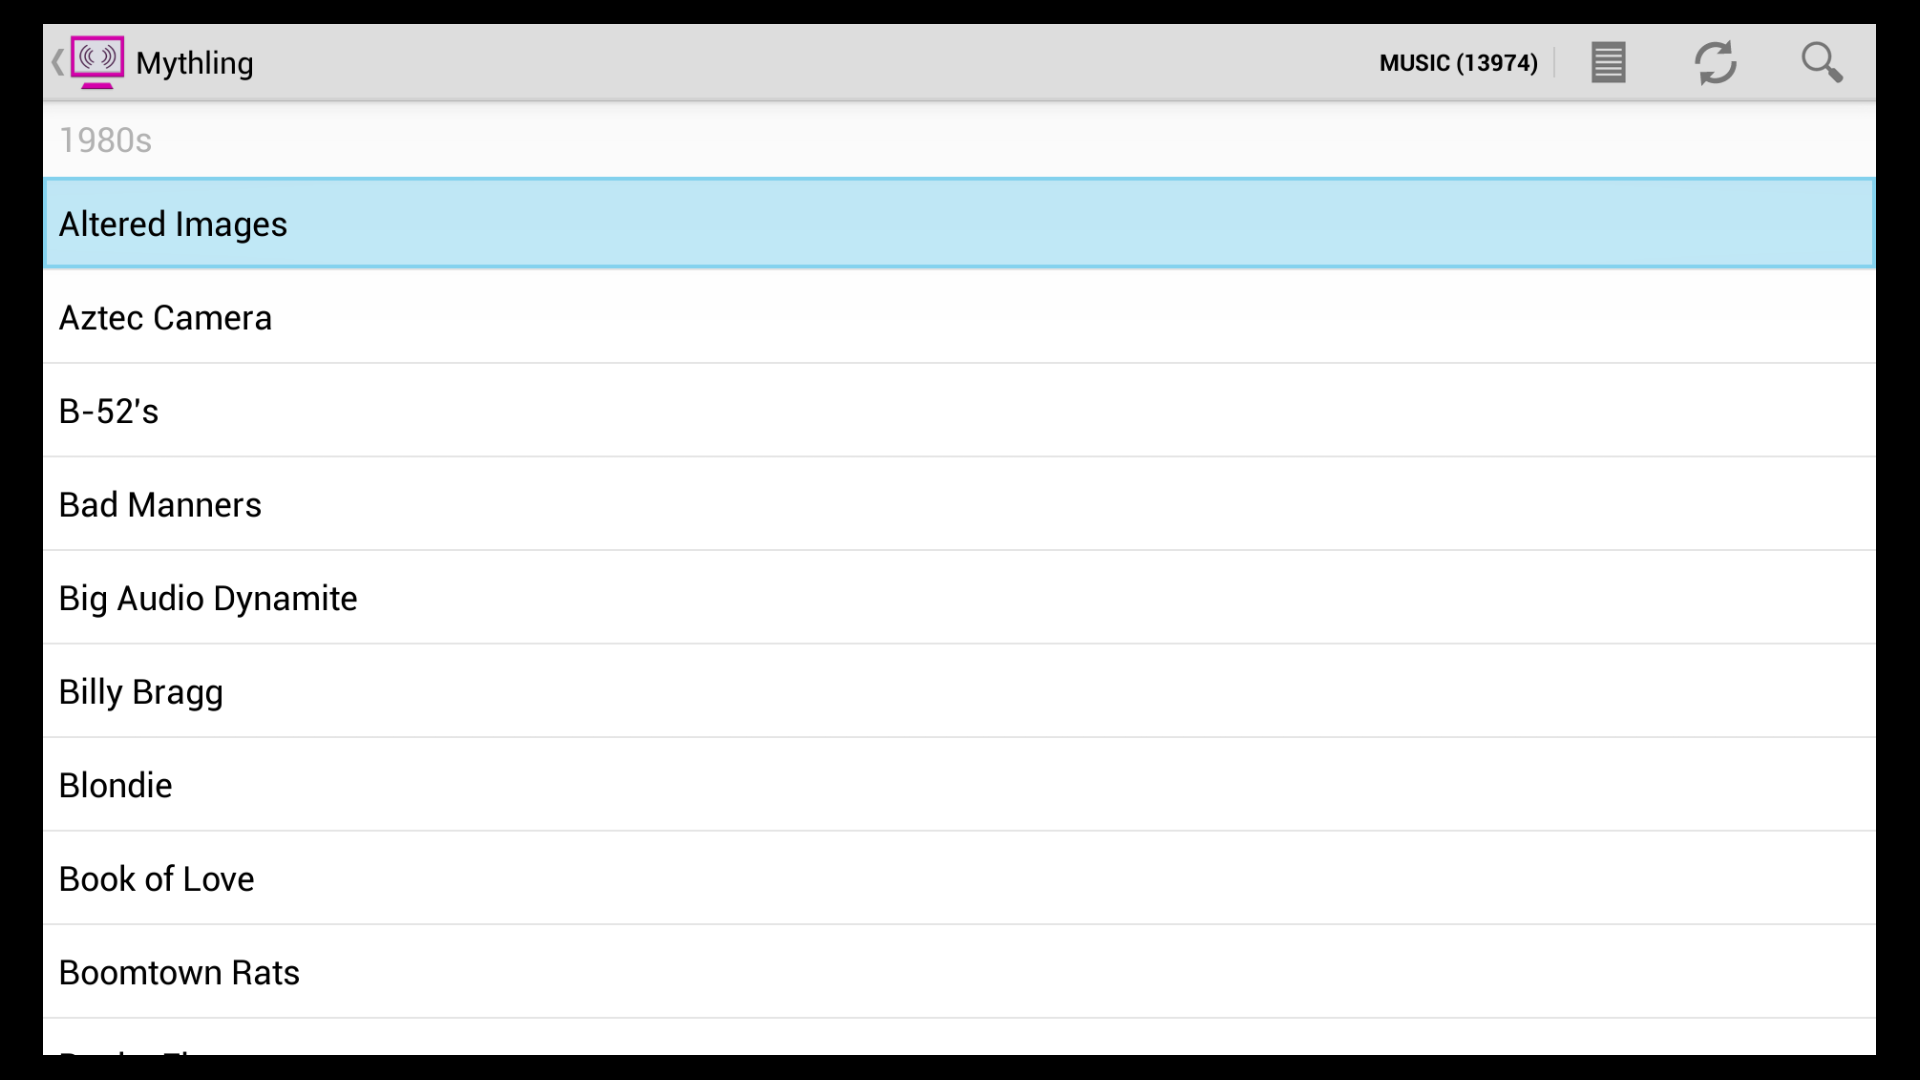 Mythling
MUSIC (13974)
1980s
Altered Images
Aztec Camera
B-52's
Bad Manners
Big Audio Dynamite
Billy Bragg
Blondie
Book of Love
Boomtown Rats